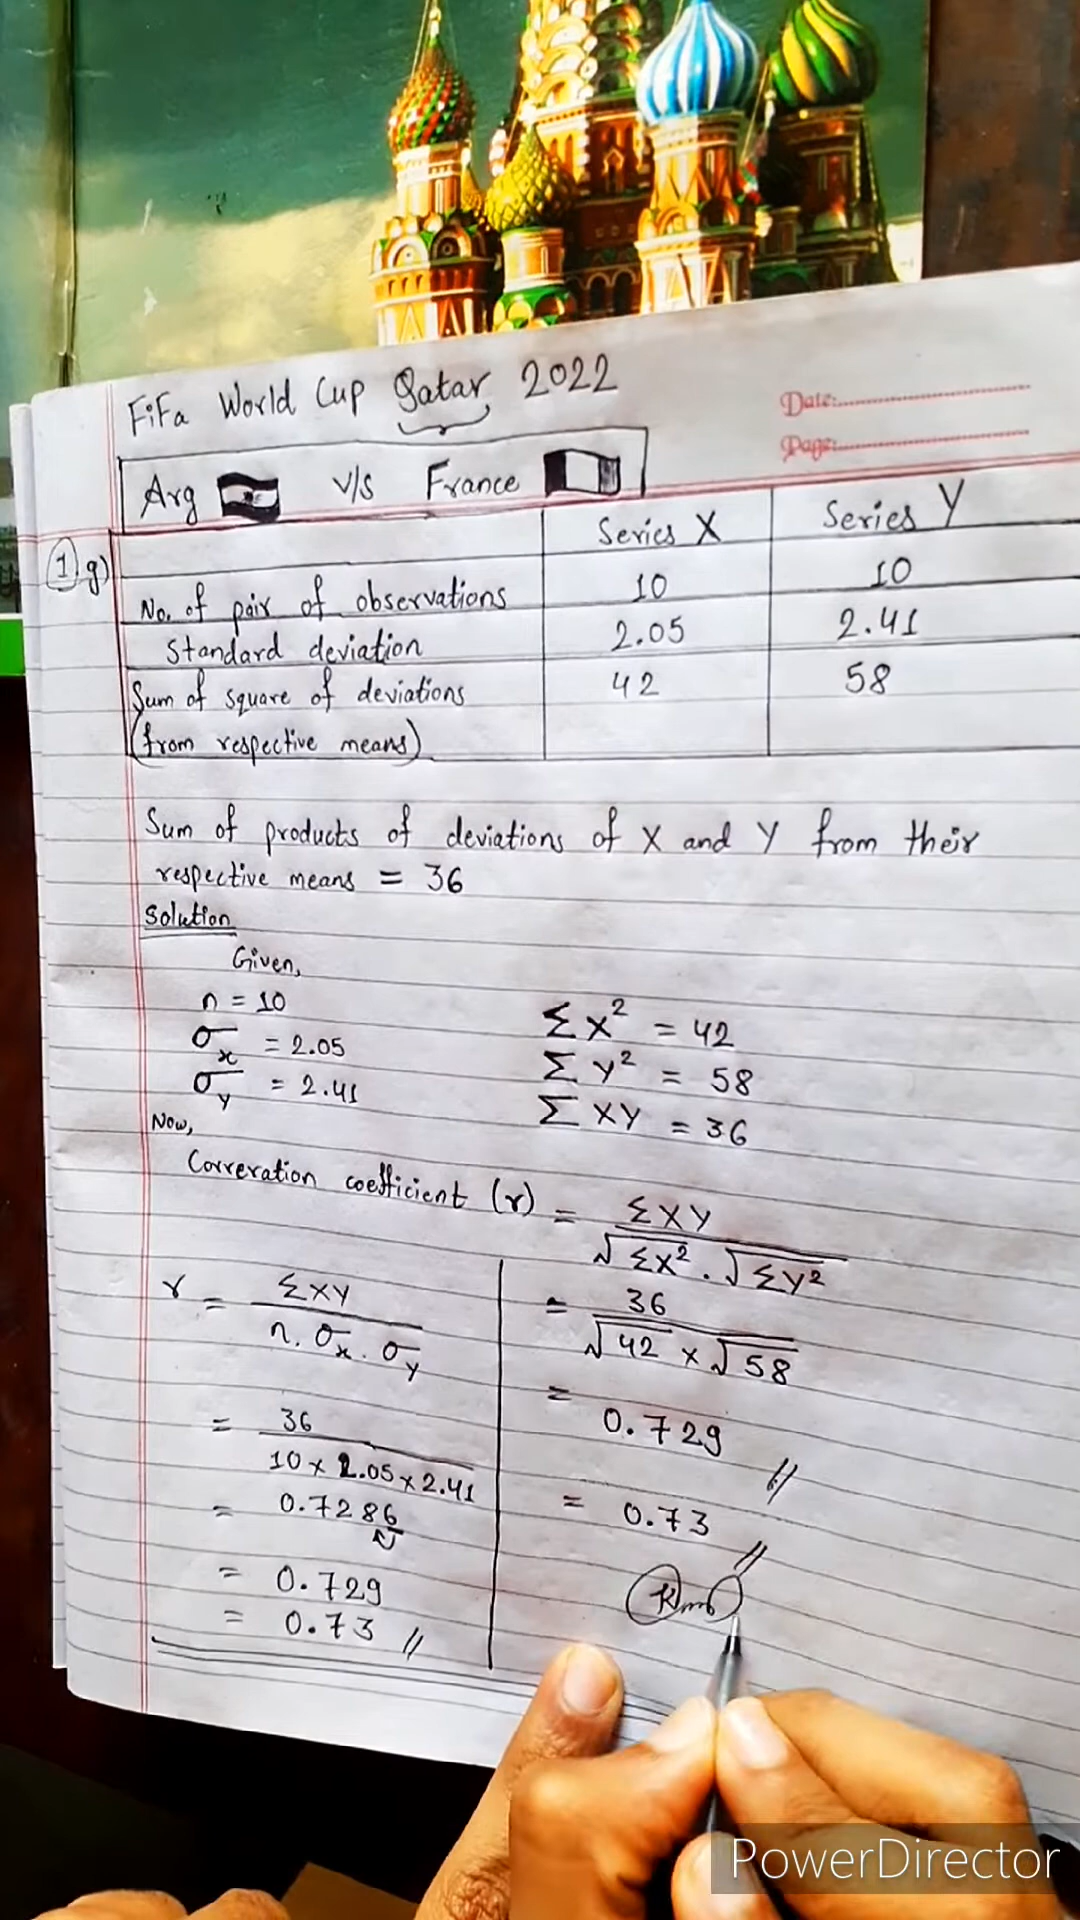 FiFa World Cup Qatar 2022
Date:
Page:
Arg v/s France
Series X Series Y
1.g)
No. of pair of observations 10 10
Standard deviation 2.05 2.41
Sum of square of deviations 42 58
(from respective means)
Sum of products of deviations of X and Y from their
respective means = 36
Solution
Given,
n = 10
Σx² = 42
σx = 2.05
Σy² = 58
σy = 2.41
Σxy = 36
Now,
Correration coefficient (r) = Σxy / √Σx² . √Σy²
r = Σxy / n. σx . σy
= 36 / √42 x √58
= 36 / 10 x 2.05 x 2.41
= 0.729 //
= 0.7286
= 0.73 //
= 0.729
= 0.73 //
PowerDirector